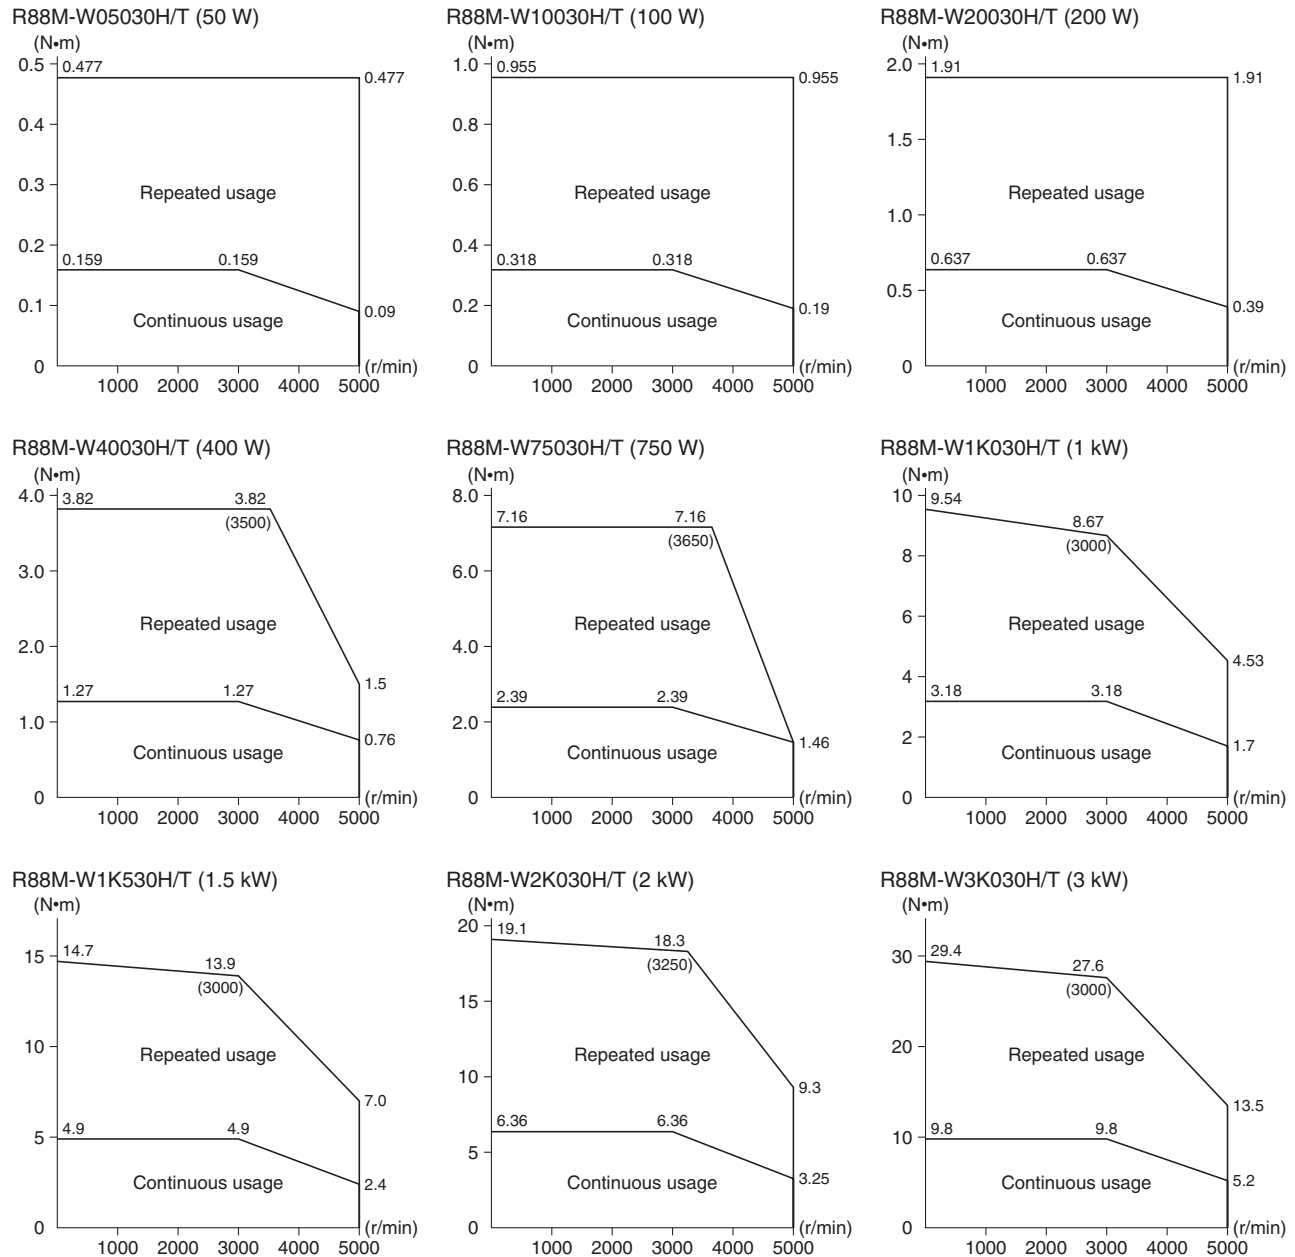 R88M-W05030H/T (50 W)
(N•m)
0.5
0.477
0.477
0.4
0.3
Repeated usage
0.2
0.159
0.159
0.1
Continuous usage
0.09
0
(r/min)
1000 2000 3000 4000 5000
R88M-W10030H/T (100 W)
(N•m)
1.0
0.955
0.955
0.8
0.6
Repeated usage
0.4
0.318
0.318
0.2
Continuous usage
0.19
0
(r/min)
1000 2000 3000 4000 5000
R88M-W20030H/T (200 W)
(N•m)
2.0
1.91
1.91
1.5
Repeated usage
1.0
0.637
0.637
0.5
Continuous usage
0.39
0
(r/min)
1000 2000 3000 4000 5000
R88M-W40030H/T (400 W)
(N•m)
4.0
3.82
3.82
(3500)
3.0
Repeated usage
2.0
1.27
1.27
1.5
1.0
Continuous usage
0.76
0
(r/min)
1000 2000 3000 4000 5000
R88M-W75030H/T (750 W)
(N•m)
8.0
7.16
7.16
(3650)
6.0
Repeated usage
4.0
2.39
2.39
2.0
Continuous usage
1.46
0
(r/min)
1000 2000 3000 4000 5000
R88M-W1K030H/T (1 kW)
(N•m)
10
9.54
8.67
(3000)
8
6
Repeated usage
4.53
4
3.18
3.18
2
Continuous usage
1.7
0
(r/min)
1000 2000 3000 4000 5000
R88M-W1K530H/T (1.5 kW)
(N•m)
15
14.7
13.9
(3000)
10
Repeated usage
7.0
5
4.9
4.9
Continuous usage
2.4
0
(r/min)
1000 2000 3000 4000 5000
R88M-W2K030H/T (2 kW)
(N•m)
20
19.1
18.3
(3250)
15
Repeated usage
10
9.3
6.36
6.36
5
Continuous usage
3.25
0
(r/min)
1000 2000 3000 4000 5000
R88M-W3K030H/T (3 kW)
(N•m)
30
29.4
27.6
(3000)
20
Repeated usage
13.5
10
9.8
9.8
Continuous usage
5.2
0
(r/min)
1000 2000 3000 4000 5000